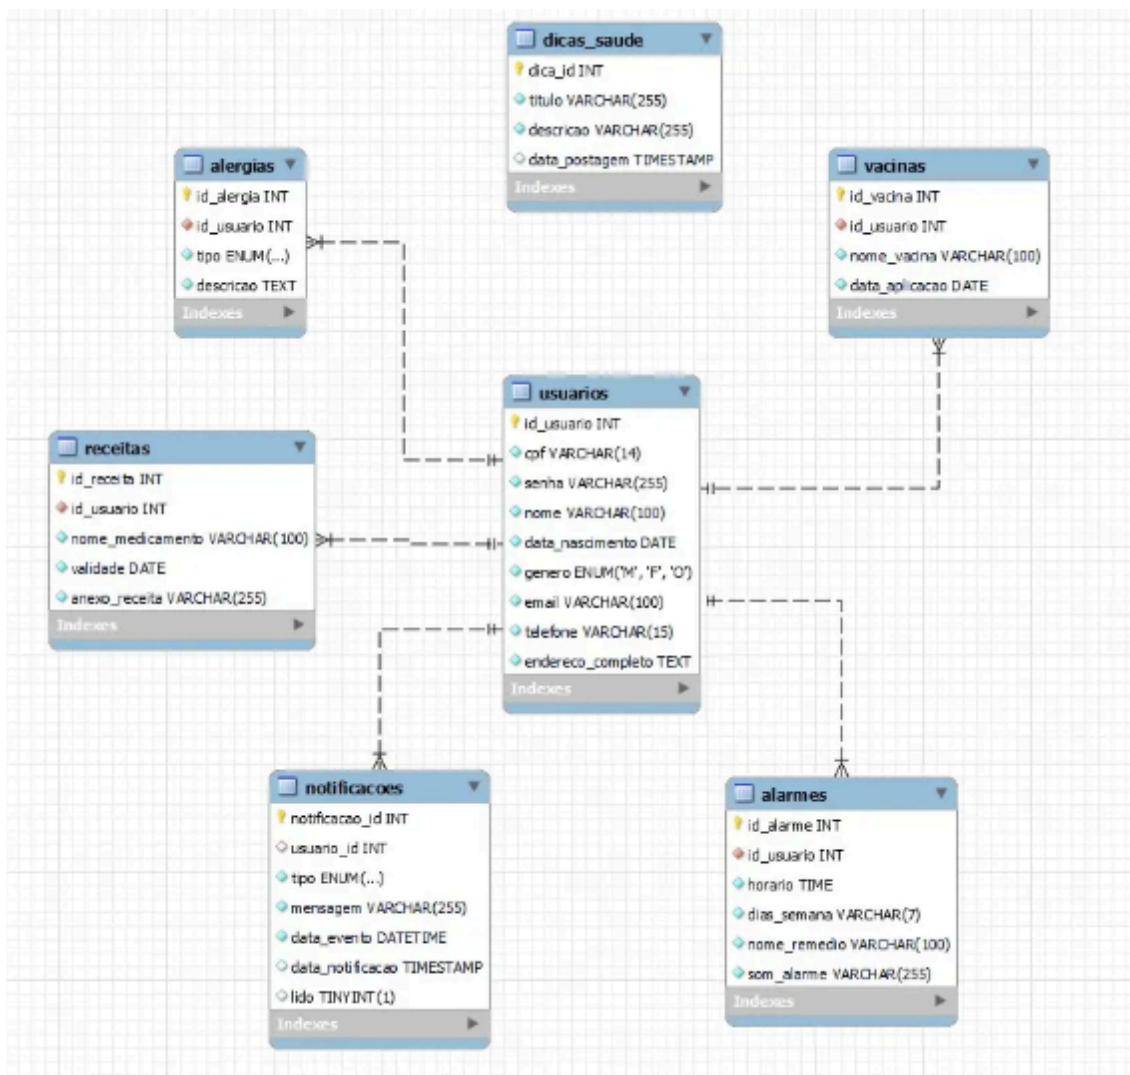 dicas_saude
dica_id INT
titulo VARCHAR(255)
descricao VARCHAR(255)
data_postagem TIMESTAMP
Indexes
alergias
id_alergia INT
id_usuario INT
tipo ENUM(...)
descricao TEXT
Indexes
vacinas
id_vacina INT
id_usuario INT
nome_vacina VARCHAR(100)
data_aplicacao DATE
Indexes
usuarios
id_usuario INT
cpf VARCHAR(14)
senha VARCHAR(255)
nome VARCHAR(100)
data_nascimento DATE
genero ENUM('M', 'F', 'O')
email VARCHAR(100)
telefone VARCHAR(15)
endereco_completo TEXT
Indexes
receitas
id_receita INT
id_usuario INT
nome_medicamento VARCHAR(100)
validade DATE
anexo_receita VARCHAR(255)
Indexes
notificacoes
notificacao_id INT
usuario_id INT
tipo ENUM(...)
mensagem VARCHAR(255)
data_evento DATETIME
data_notificacao TIMESTAMP
lido TINYINT(1)
Indexes
alarmes
id_alarme INT
id_usuario INT
horario TIME
dias_semana VARCHAR(7)
nome_remedio VARCHAR(100)
som_alarme VARCHAR(255)
Indexes